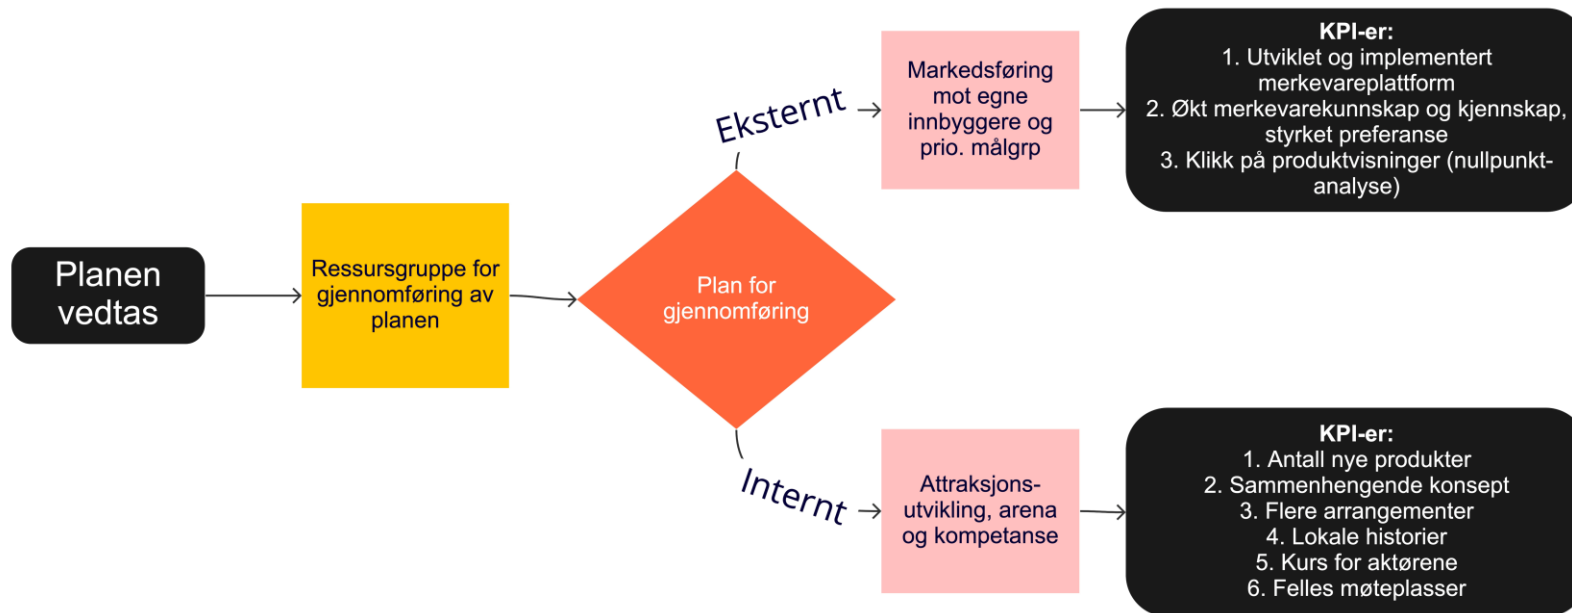 Planen
vedtas
Ressursgruppe for
gjennomføring av
planen
Plan for
gjennomføring
Eksternt
Markedsføring
mot egne
innbyggere og
prio. målgrp
KPI-er:
1. Utviklet og implementert
merkevareplattform
2. Økt merkevarekunnskap og kjennskap,
styrket preferanse
3. Klikk på produktvisninger (nullpunkt-
analyse)
Internt
Attraksjons-
utvikling, arena
og kompetanse
KPI-er:
1. Antall nye produkter
2. Sammenhengende konsept
3. Flere arrangementer
4. Lokale historier
5. Kurs for aktørene
6. Felles møteplasser